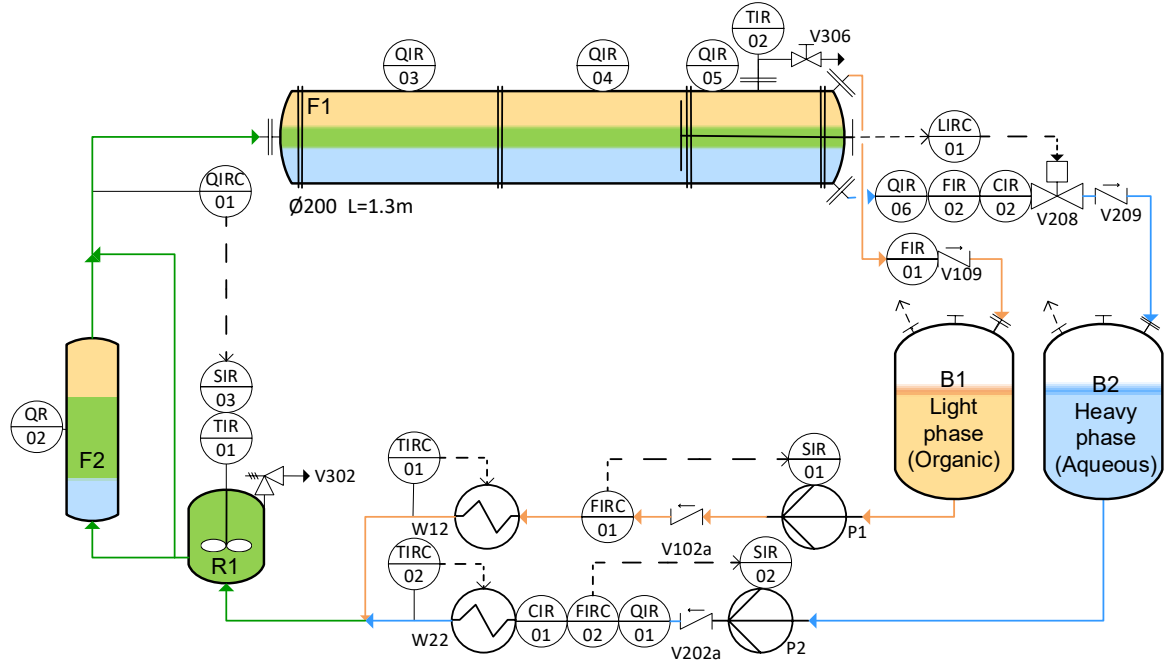 TIR
02
V306
QIR
03
QIR
04
QIR
05
F1
LIRC
01
QIRC
01
Ø200 L=1.3m
QIR
06
FIR
02
CIR
02
V208
V209
FIR
01
V109
SIR
03
TIR
01
QR
02
F2
V302
R1
B1
Light
phase
(Organic)
B2
Heavy
phase
(Aqueous)
TIRC
01
SIR
01
FIRC
01
W12
V102a
P1
TIRC
02
SIR
02
CIR
01
FIRC
02
QIR
01
W22
V202a
P2